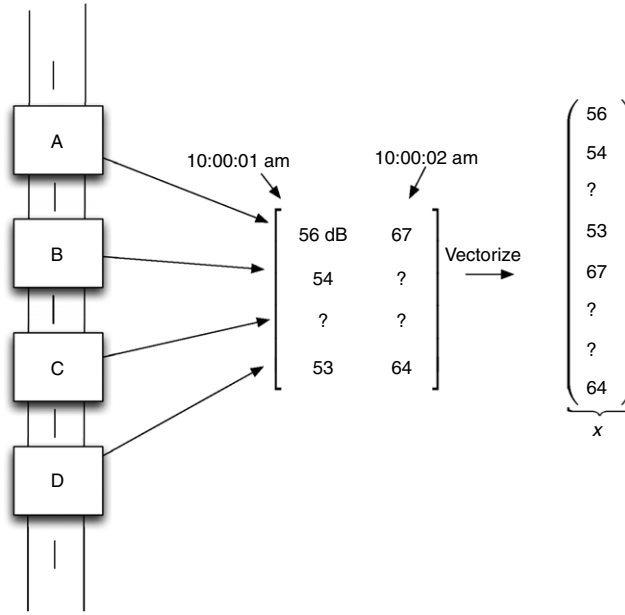 A
B
C
D
10:00:01 am
10:00:02 am
56 dB 67
54 ?
? ?
53 64
Vectorize
56
54
?
53
67
?
?
64
x